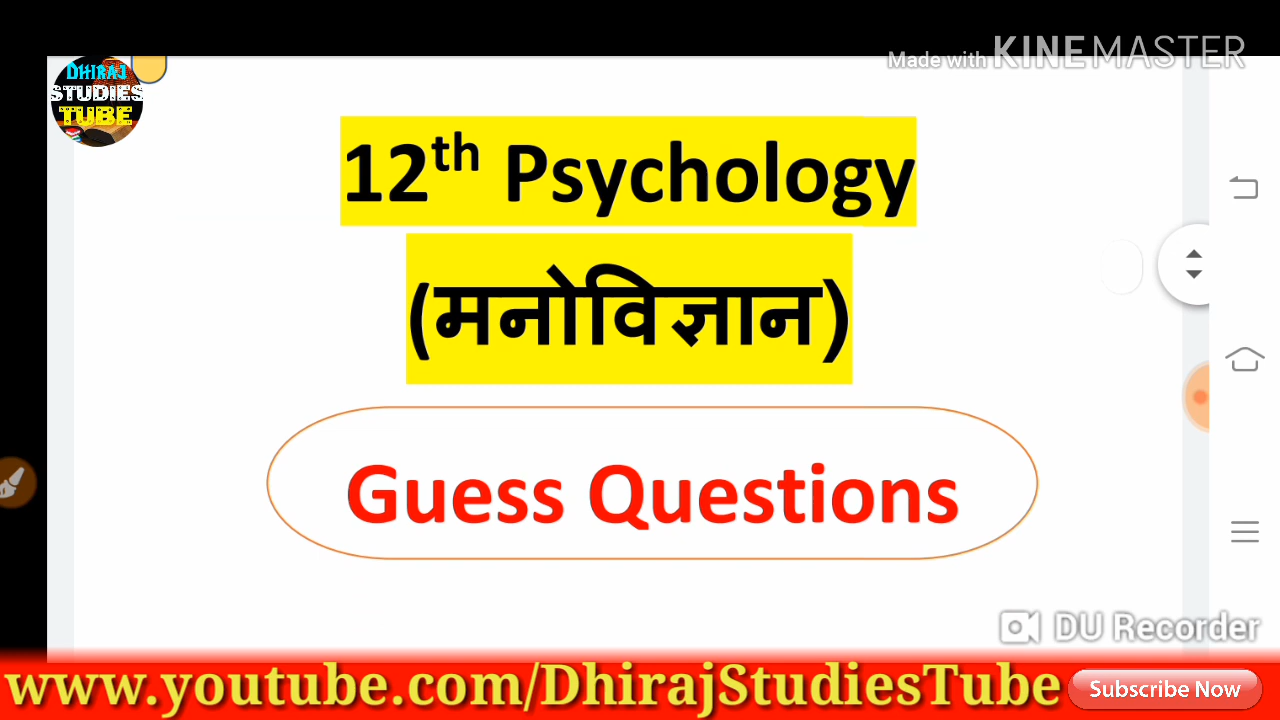 Made with KINEMASTER
DHIRAJ
STUDIES
TUBE
12th Psychology
(मनोविज्ञान)
Guess Questions
DU Recorder
www.youtube.com/DhirajStudiesTube
Subscribe Now